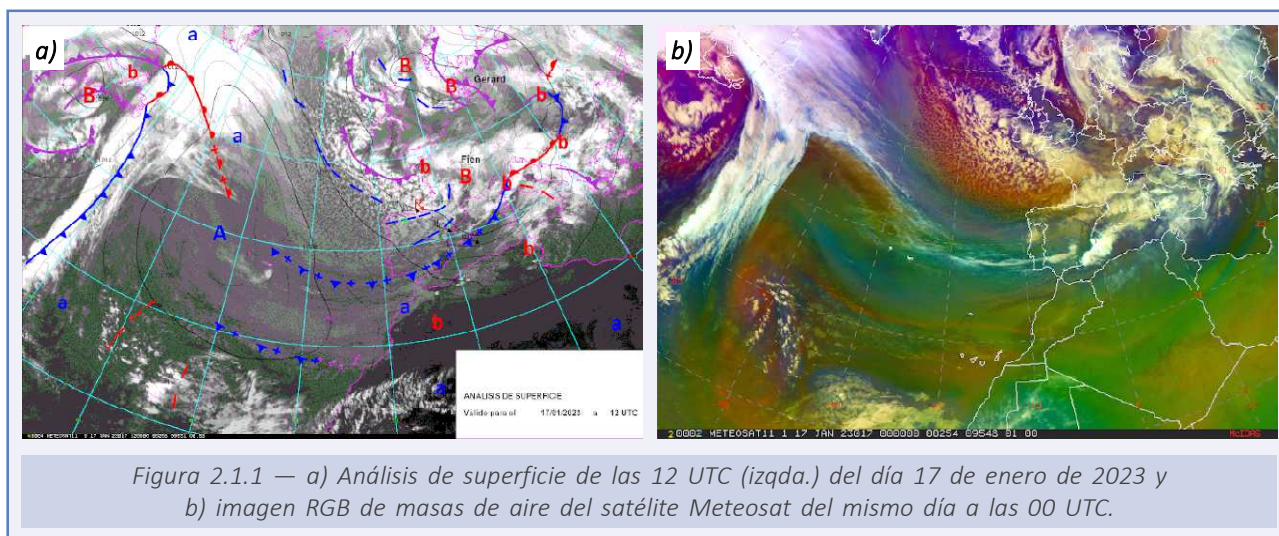 a)
1012
a
b
B
B
Gerard
B
b
b
a
a
b
Fien
B
b
b
A
b
a
a
b
a
a
ANALISIS DE SUPERFICIE
Válido para el 17/01/2023 a 12 UTC
b)
20002 METEOSAT11 1 17 JAN 23017 000000 00254 09548 01 00
McIDAS
Figura 2.1.1 — a) Análisis de superficie de las 12 UTC (izqda.) del día 17 de enero de 2023 y
b) imagen RGB de masas de aire del satélite Meteosat del mismo día a las 00 UTC.